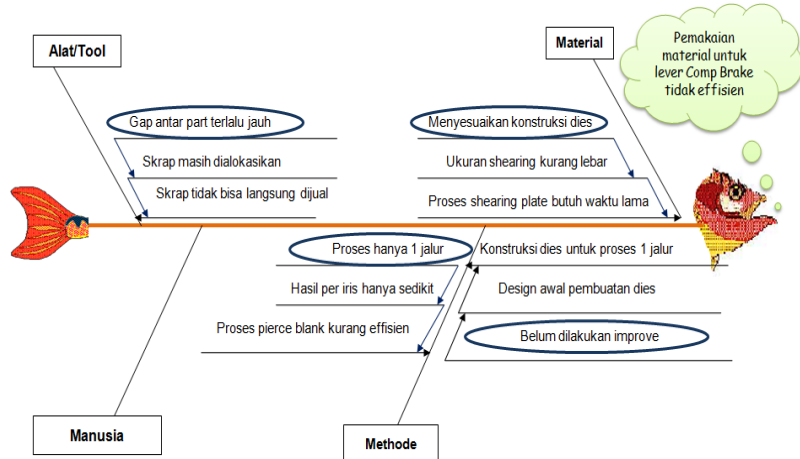 Alat/Tool
Material
Pemakaian
material untuk
lever Comp Brake
tidak effisien
Gap antar part terlalu jauh
Skrap masih dialokasikan
Skrap tidak bisa langsung dijual
Menyesuaikan konstruksi dies
Ukuran shearing kurang lebar
Proses shearing plate butuh waktu lama
Proses hanya 1 jalur
Hasil per iris hanya sedikit
Proses pierce blank kurang effisien
Konstruksi dies untuk proses 1 jalur
Design awal pembuatan dies
Belum dilakukan improve
Manusia
Methode